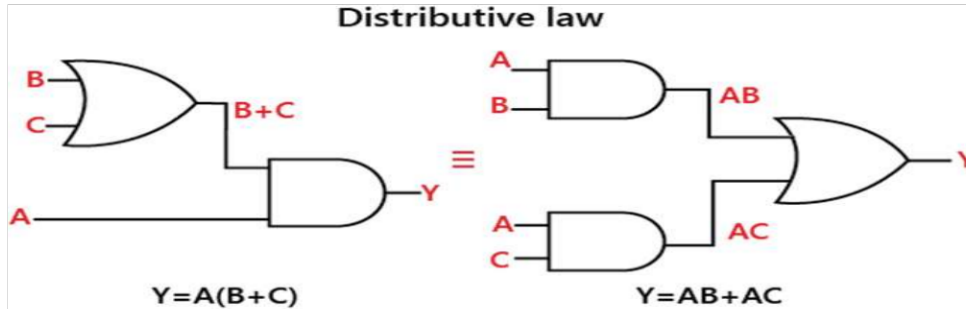 Distributive law
B
C
B+C
A
Y
≡
A
B
AB
A
C
AC
Y
Y=A(B+C)
Y=AB+AC